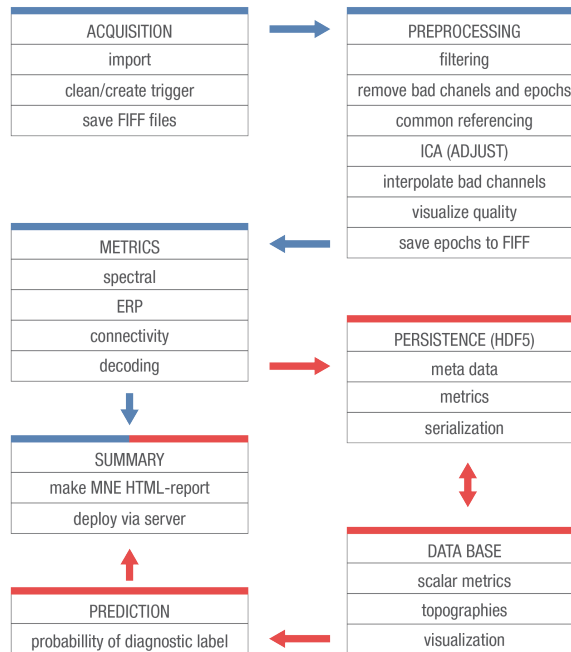 ACQUISITION
import
clean/create trigger
save FIFF files
PREPROCESSING
filtering
remove bad chanels and epochs
common referencing
ICA (ADJUST)
interpolate bad channels
visualize quality
save epochs to FIFF
METRICS
spectral
ERP
connectivity
decoding
PERSISTENCE (HDF5)
meta data
metrics
serialization
SUMMARY
make MNE HTML-report
deploy via server
DATA BASE
scalar metrics
topographies
visualization
PREDICTION
probabillity of diagnostic label